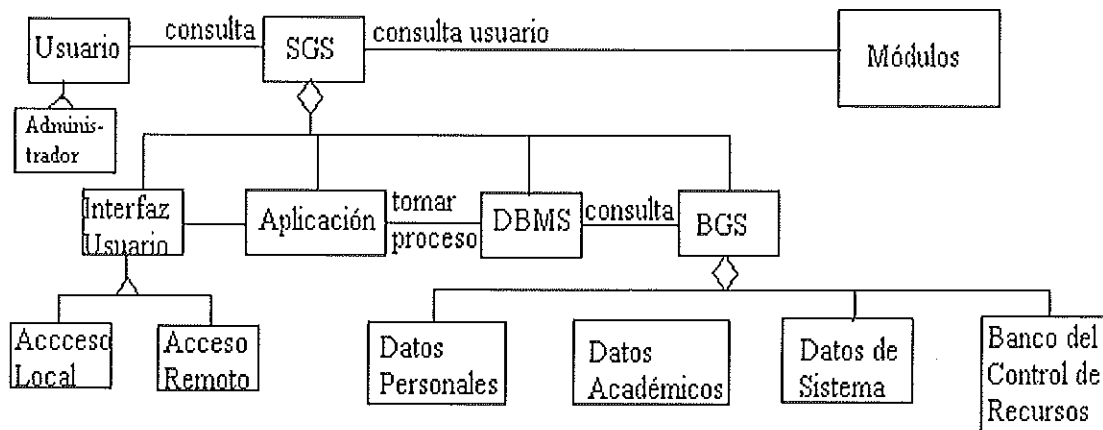 Usuario
consulta
SGS
consulta usuario
Módulos
Adminis-
trador
Interfaz
Usuario
Aplicación
tomar
proceso
DBMS
consulta
BGS
Accceso
Local
Acceso
Remoto
Datos
Personales
Datos
Académicos
Datos de
Sistema
Banco del
Control de
Recursos